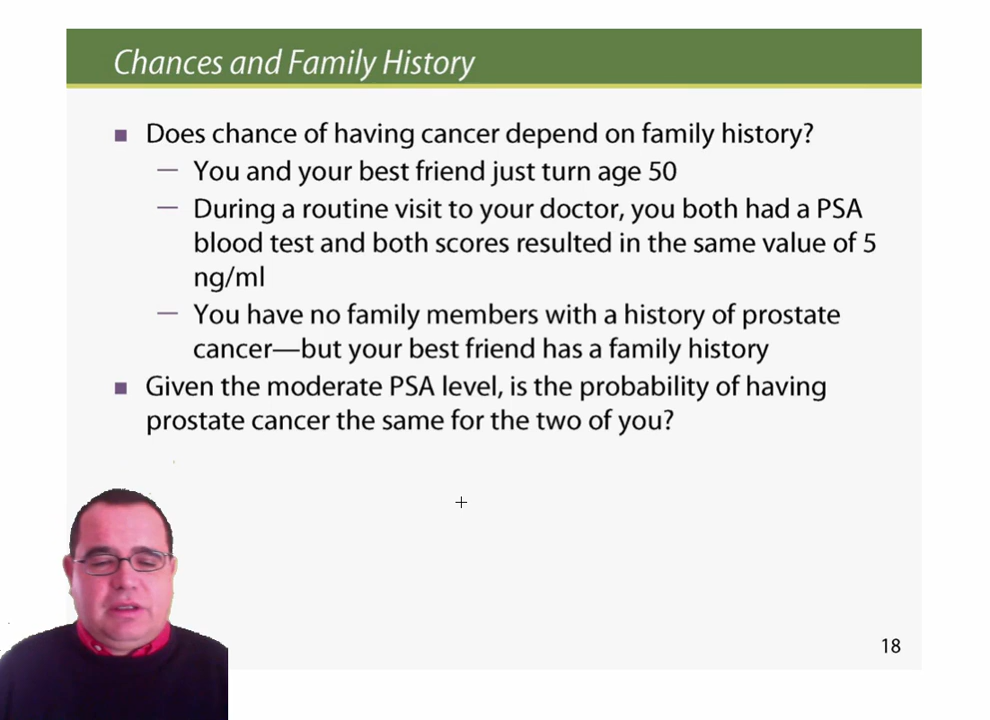 Chances and Family History
■ Does chance of having cancer depend on family history?
— You and your best friend just turn age 50
— During a routine visit to your doctor, you both had a PSA
blood test and both scores resulted in the same value of 5
ng/ml
— You have no family members with a history of prostate
cancer—but your best friend has a family history
■ Given the moderate PSA level, is the probability of having
prostate cancer the same for the two of you?
18